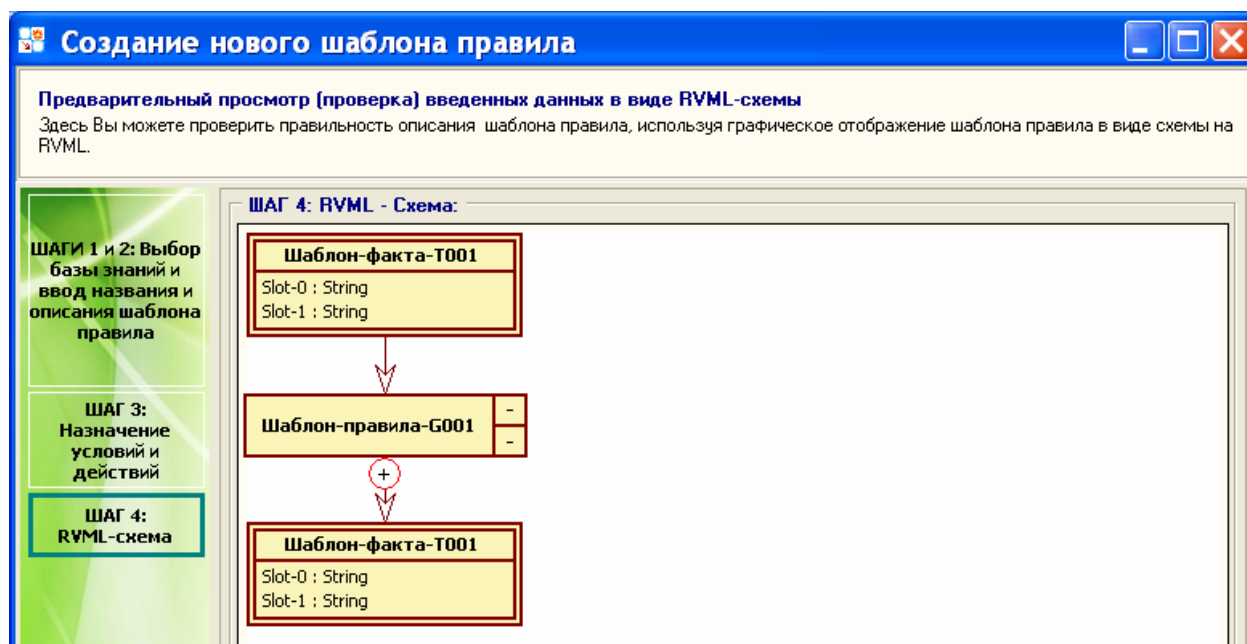 Создание нового шаблона правила
Предварительный просмотр (проверка) введенных данных в виде RVML-схемы
Здесь Вы можете проверить правильность описания шаблона правила, используя графическое отображение шаблона правила в виде схемы на
RVML.
ШАГИ 1 и 2: Выбор
базы знаний и
ввод названия и
описания шаблона
правила
ШАГ 3:
Назначение
условий и
действий
ШАГ 4:
RVML-схема
ШАГ 4: RVML - Схема:
Шаблон-факта-T001
Slot-0 : String
Slot-1 : String
Шаблон-правила-G001
-
-
+
Шаблон-факта-T001
Slot-0 : String
Slot-1 : String